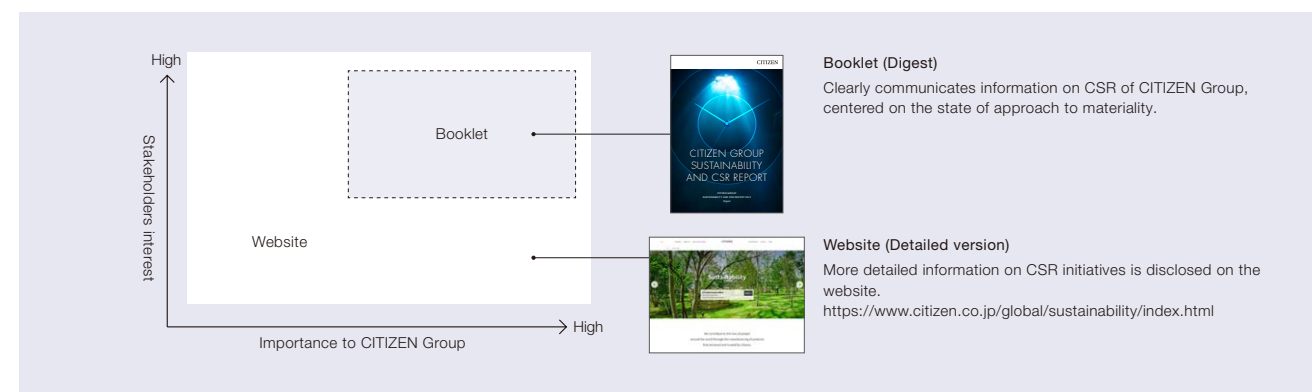 High
Stakeholders interest
Booklet
Website
High
Importance to CITIZEN Group
CITIZEN
CITIZEN GROUP
SUSTAINABILITY
AND CSR REPORT
Booklet (Digest)
Clearly communicates information on CSR of CITIZEN Group,
centered on the state of approach to materiality.
CITIZEN
Sustainability
Website (Detailed version)
More detailed information on CSR initiatives is disclosed on the
website.
https://www.citizen.co.jp/global/sustainability/index.html